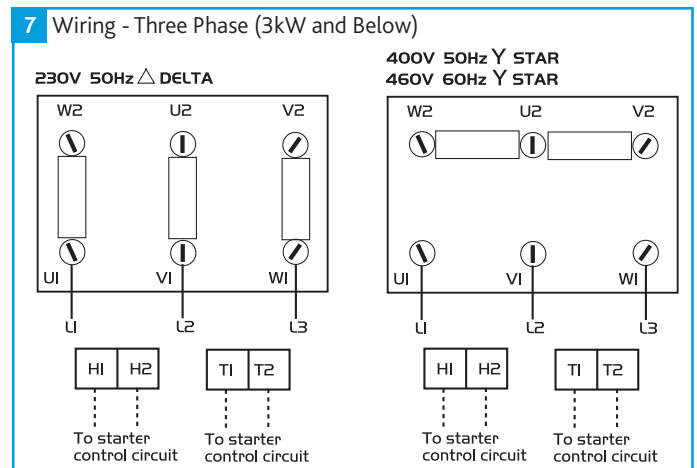 7 Wiring - Three Phase (3kW and Below)
230V 50Hz △ DELTA
W2 U2 V2
U1 V1 W1
L1 L2 L3
H1 H2 T1 T2
To starter control circuit
To starter control circuit
400V 50Hz Y STAR
460V 60Hz Y STAR
W2 U2 V2
U1 V1 W1
L1 L2 L3
H1 H2 T1 T2
To starter control circuit
To starter control circuit